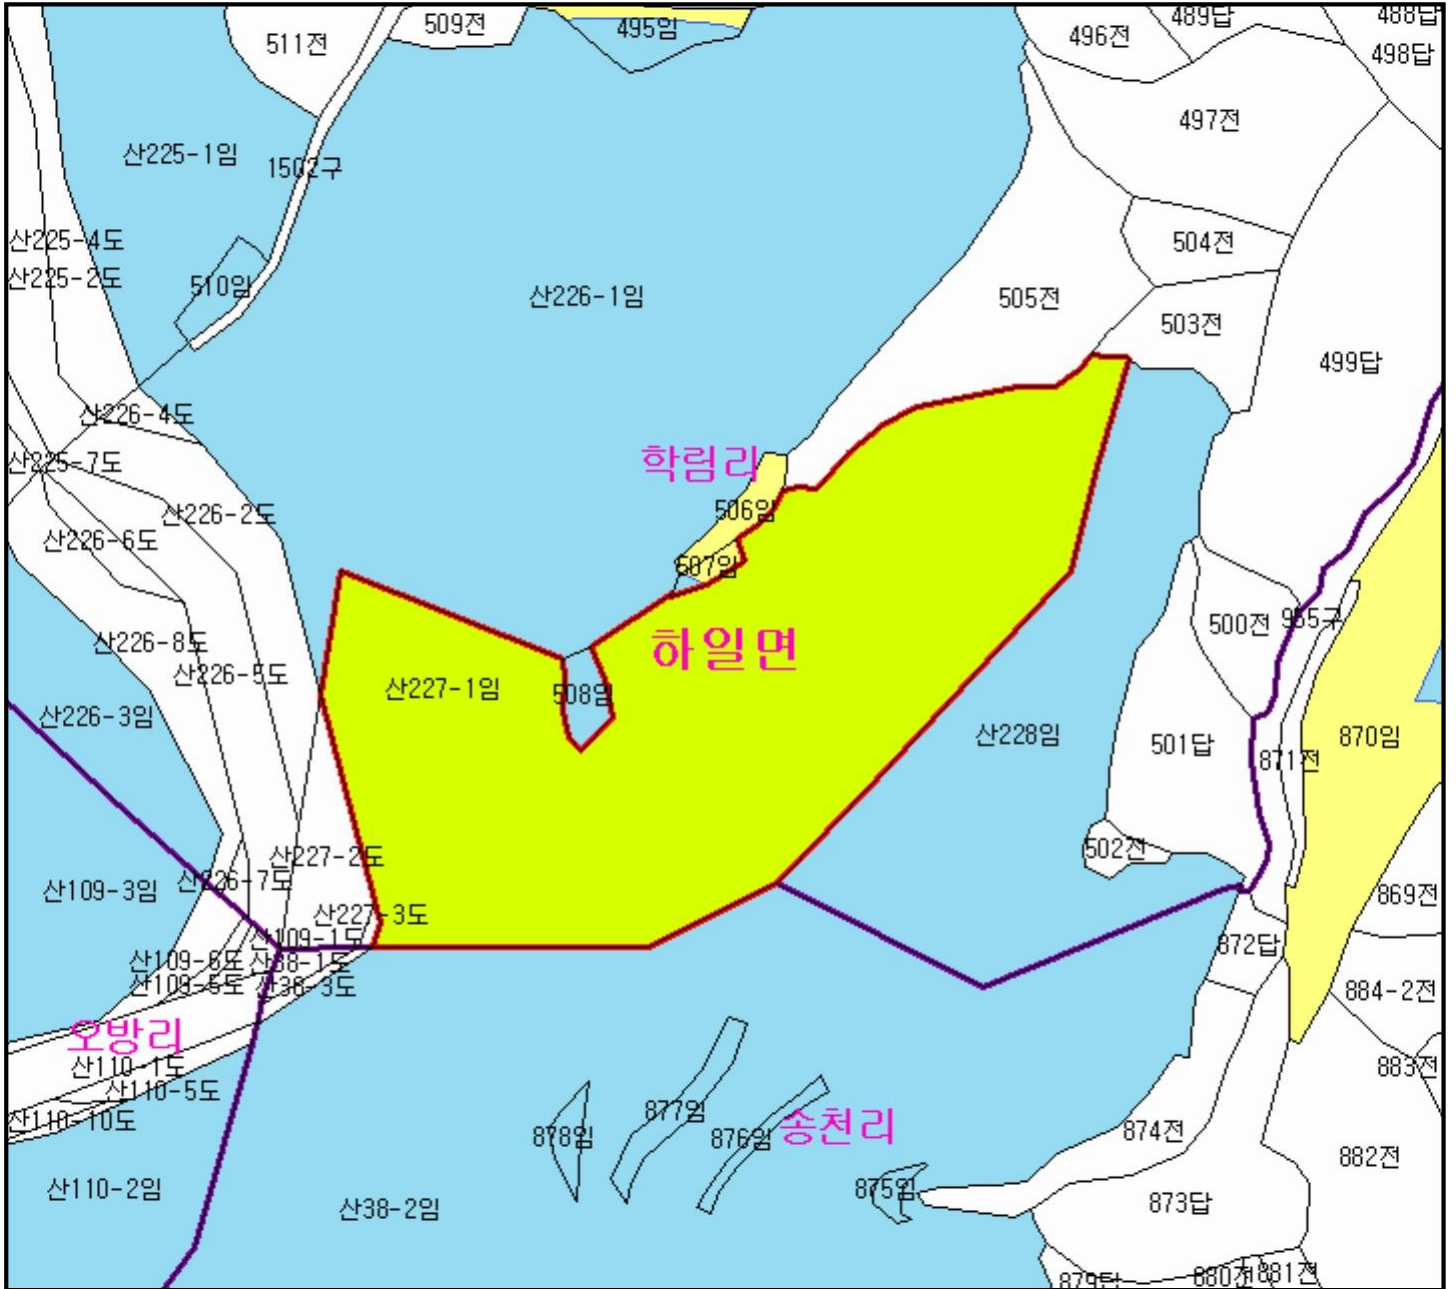 511전
509전
495임
496전
489답
488답
498답
497전
산225-1임
1502구
산225-4도
산225-2도
510임
산226-1임
504전
505전
503전
499답
산226-4도
산225-7도
학림리
506임
산226-2도
산226-6도
507임
500전
955구
산226-8도
하일면
산226-5도
산227-1임
508임
산226-3임
산228임
501답
871전
870임
502전
산227-2도
산226-7도
산109-3임
869전
산227-3도
산109-1도
872답
산109-6도
산38-1도
산109-5도
산38-3도
884-2전
오방리
산110-1도
883전
산110-5도
산110-10도
877임
878임
876임
송천리
874전
882전
산110-2임
875임
산38-2임
873답
879답
880전
881전